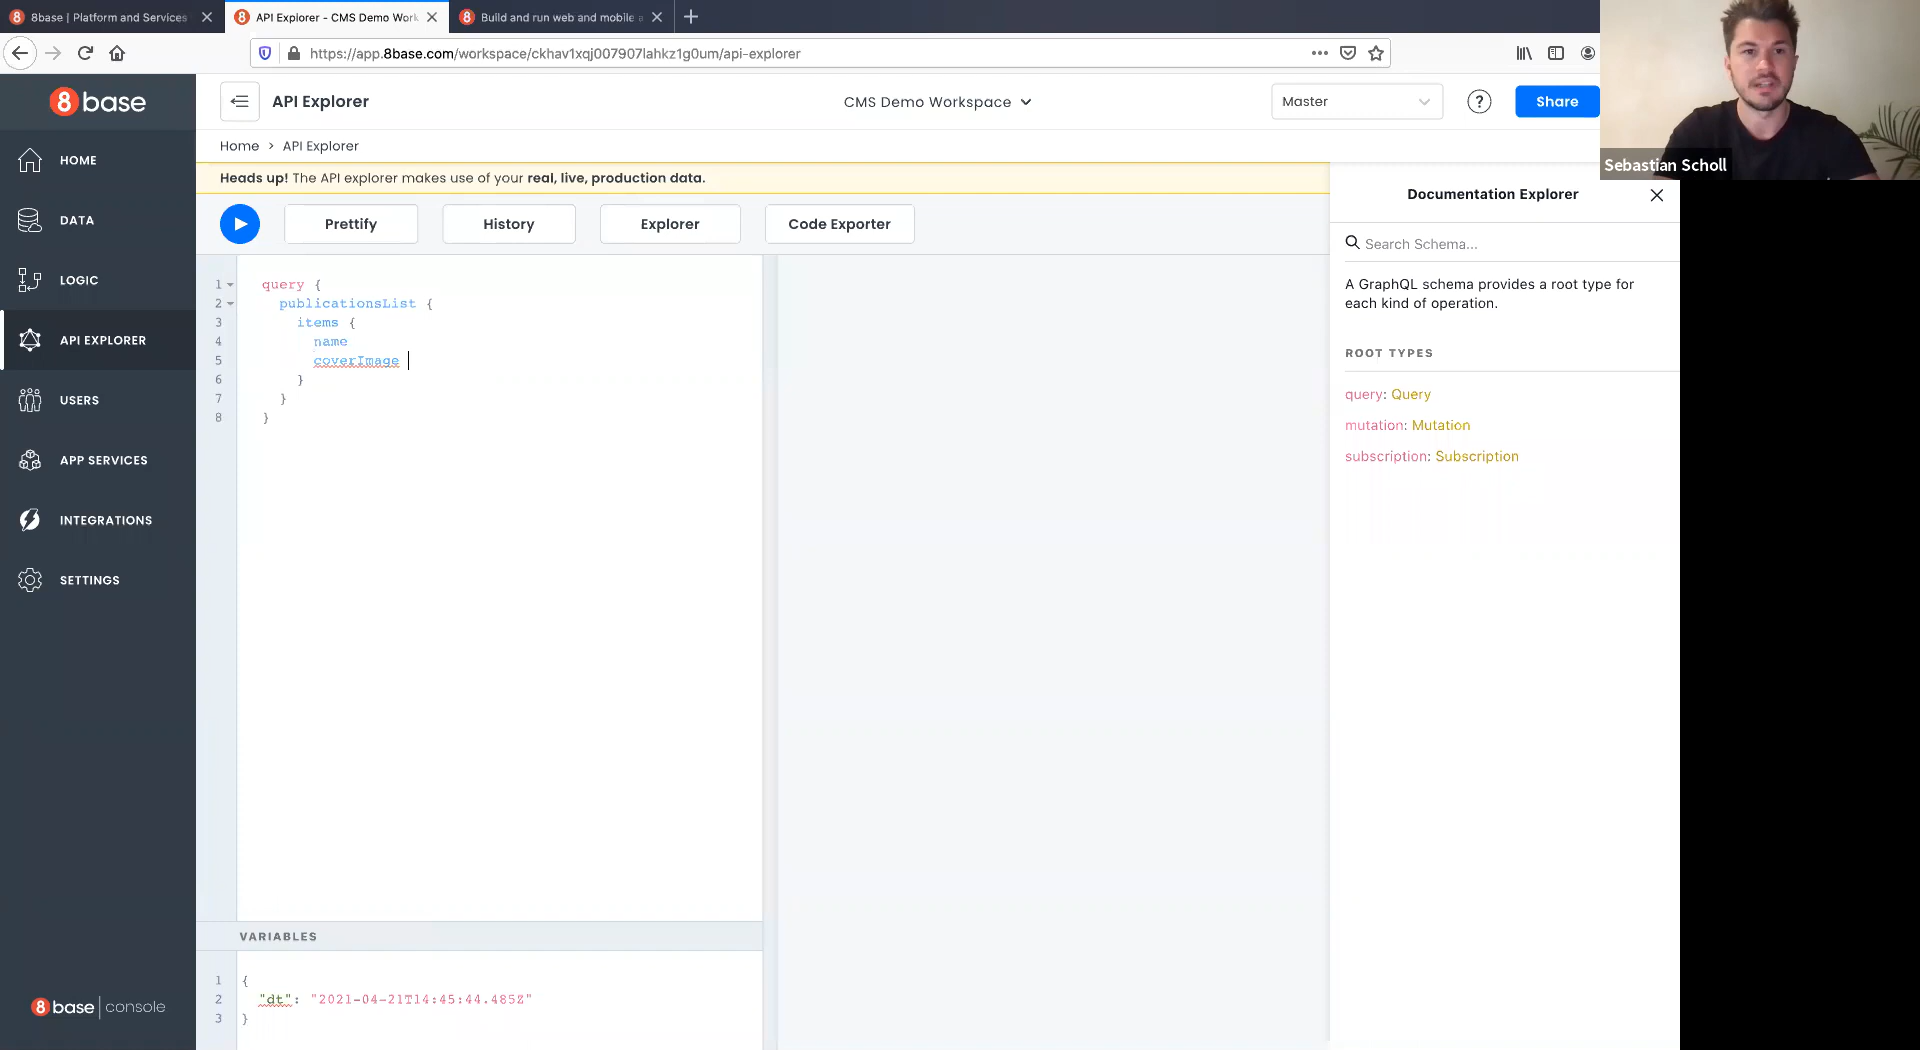 8base | Platform and Services
API Explorer - CMS Demo Work
Build and run web and mobile a
https://app.8base.com/workspace/ckhav1xqj007907lahkz1g0um/api-explorer
8base
API Explorer
CMS Demo Workspace
Master
?
Share
Home > API Explorer
Heads up! The API explorer makes use of your real, live, production data.
Prettify
History
Explorer
Code Exporter
HOME
DATA
LOGIC
API EXPLORER
USERS
APP SERVICES
INTEGRATIONS
SETTINGS
8base | console
1 query {
2 publicationsList {
3 items {
4 name
5 coverImage
6 }
7 }
8 }
VARIABLES
1 {
2 "dt": "2021-04-21T14:45:44.485Z"
3 }
Documentation Explorer
Search Schema...
A GraphQL schema provides a root type for
each kind of operation.
ROOT TYPES
query: Query
mutation: Mutation
subscription: Subscription
Sebastian Scholl